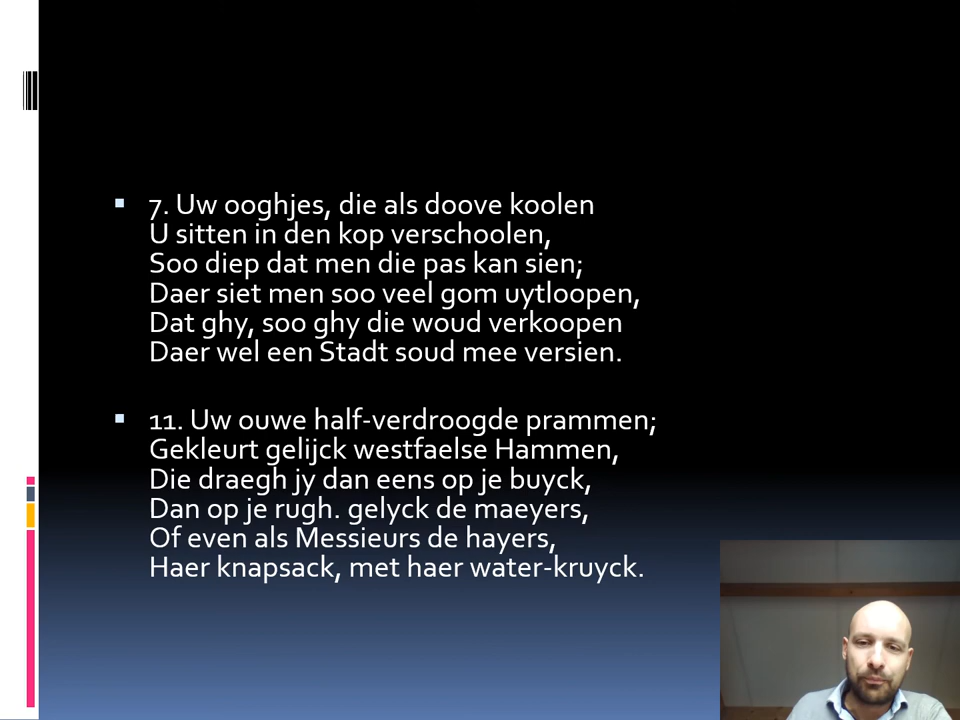 7. Uw ooghjes, die als doove koolen
U sitten in den kop verschoolen,
Soo diep dat men die pas kan sien;
Daer siet men soo veel gom uytloopen,
Dat ghy, soo ghy die woud verkoopen
Daer wel een Stadt soud mee versien.
11. Uw ouwe half-verdroogde prammen;
Gekleurt gelijck westfaelse Hammen,
Die draegh jy dan eens op je buyck,
Dan op je rugh. gelyck de maeyers,
Of even als Messieurs de hayers,
Haer knapsack, met haer water-kruyck.